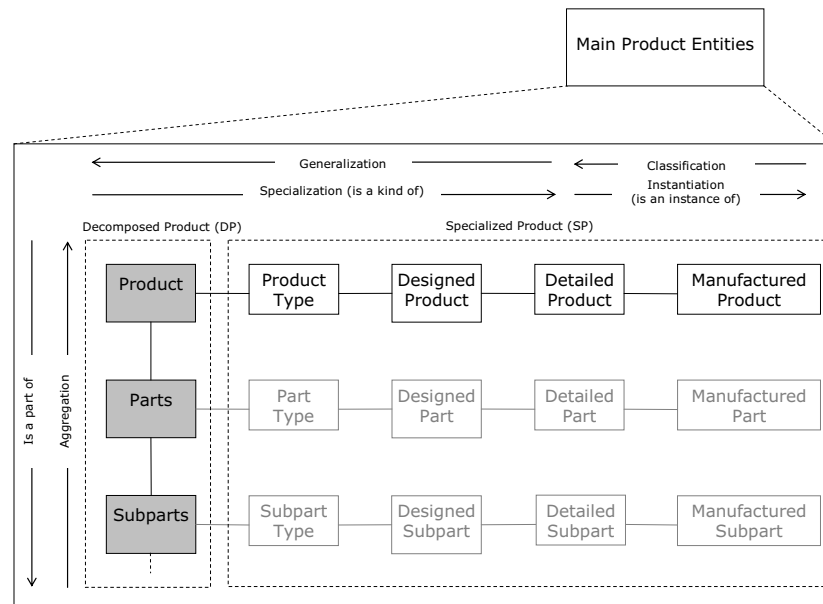 Main Product Entities
Generalization
Classification
Specialization (is a kind of)
Instantiation
(is an instance of)
Decomposed Product (DP)
Specialized Product (SP)
Is a part of
Aggregation
Product
Product
Type
Designed
Product
Detailed
Product
Manufactured
Product
Parts
Part
Type
Designed
Part
Detailed
Part
Manufactured
Part
Subparts
Subpart
Type
Designed
Subpart
Detailed
Subpart
Manufactured
Subpart